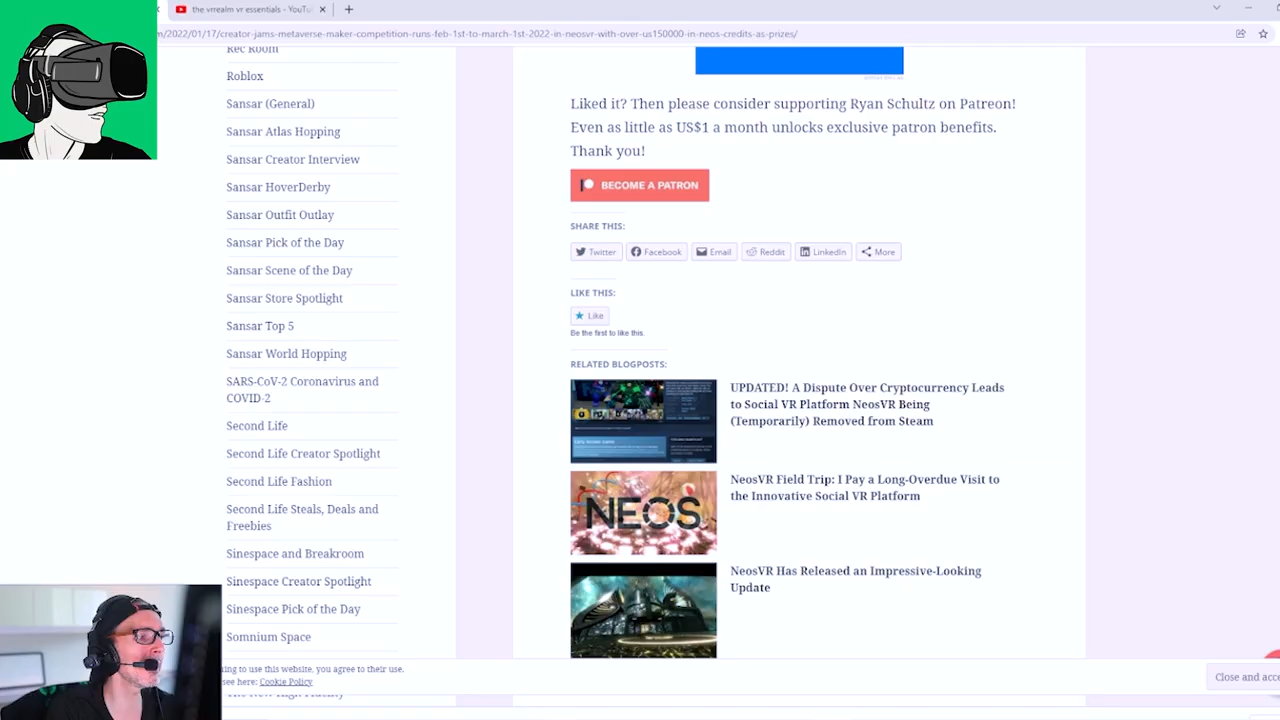 the vrrealm vr essentials - YouTu
m/2022/01/17/creator-jams-metaverse-maker-competition-runs-feb-1st-to-march-1st-2022-in-neosvr-with-over-us150000-in-neos-credits-as-prizes/
Rec Room
Roblox
Sansar (General)
Sansar Atlas Hopping
Sansar Creator Interview
Sansar HoverDerby
Sansar Outfit Outlay
Sansar Pick of the Day
Sansar Scene of the Day
Sansar Store Spotlight
Sansar Top 5
Sansar World Hopping
SARS-CoV-2 Coronavirus and
COVID-2
Second Life
Second Life Creator Spotlight
Second Life Fashion
Second Life Steals, Deals and
Freebies
Sinespace and Breakroom
Sinespace Creator Spotlight
Sinespace Pick of the Day
Somnium Space
The New High Fidelity
Liked it? Then please consider supporting Ryan Schultz on Patreon!
Even as little as US$1 a month unlocks exclusive patron benefits.
Thank you!
BECOME A PATRON
SHARE THIS:
Twitter
Facebook
Email
Reddit
LinkedIn
More
LIKE THIS:
Like
Be the first to like this.
RELATED BLOGPOSTS:
UPDATED! A Dispute Over Cryptocurrency Leads
to Social VR Platform NeosVR Being
(Temporarily) Removed from Steam
NEOS
NeosVR Field Trip: I Pay a Long-Overdue Visit to
the Innovative Social VR Platform
NeosVR Has Released an Impressive-Looking
Update
ing to use this website, you agree to their use.
see here: Cookie Policy
Close and acce